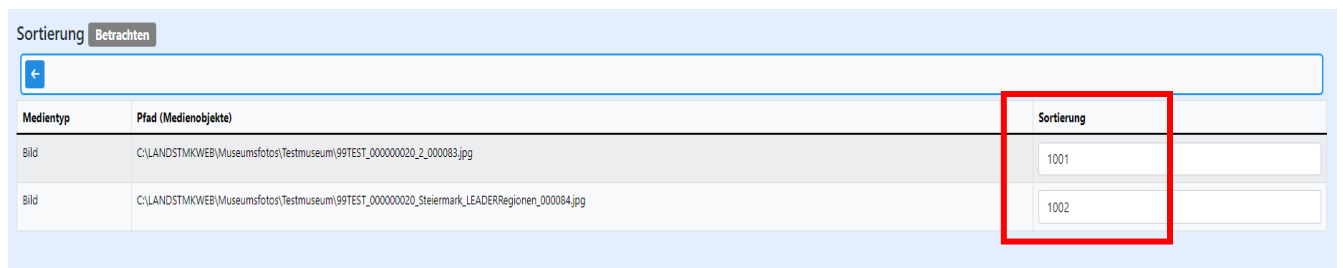 Sortierung Betrachten
Medientyp Pfad (Medienobjekte) Sortierung
Bild C:\LANDSTMKWEB\Museumsfotos\Testmuseum\99TEST_000000020_2_000083.jpg 1001
Bild C:\LANDSTMKWEB\Museumsfotos\Testmuseum\99TEST_000000020_Steiermark_LEADERRegionen_000084.jpg 1002